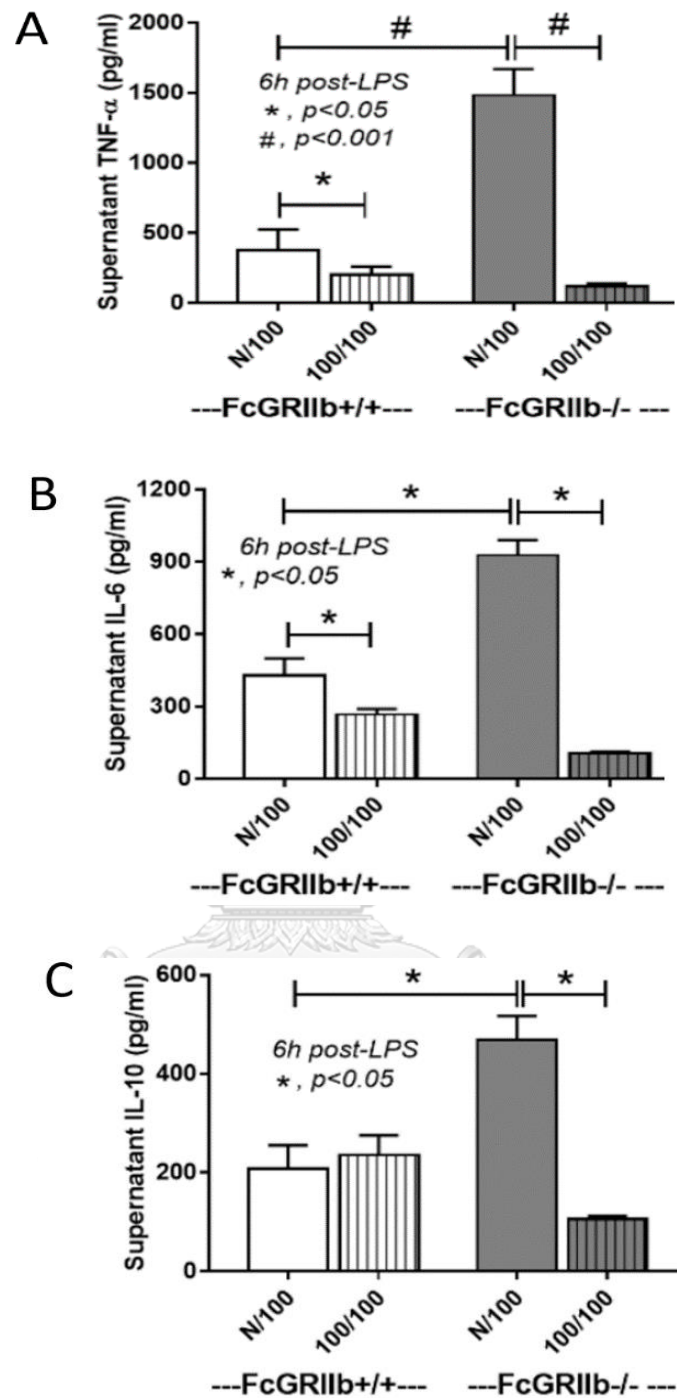 A
Supernatant TNF-α (pg/ml)
2000
1500
1000
500
0
#
#
6h post-LPS
*, p<0.05
#, p<0.001
*
N/100
100/100
N/100
100/100
---FcGRIIb+/+---
---FcGRIIb-/- ---
B
Supernatant IL-6 (pg/ml)
1200
900
600
300
0
*
*
6h post-LPS
*, p<0.05
*
N/100
100/100
N/100
100/100
---FcGRIIb+/+---
---FcGRIIb-/- ---
C
Supernatant IL-10 (pg/ml)
600
400
200
0
*
*
6h post-LPS
*, p<0.05
N/100
100/100
N/100
100/100
---FcGRIIb+/+---
---FcGRIIb-/- ---